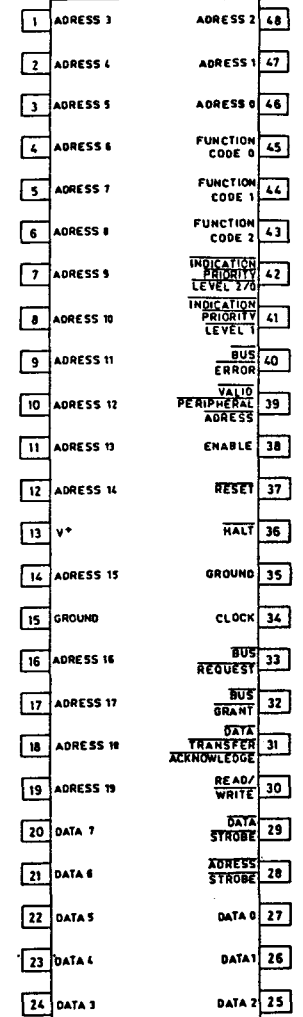 1 ADRESS 3 ADRESS 2 48
2 ADRESS 4 ADRESS 1 47
3 ADRESS 5 ADRESS 0 46
4 ADRESS 6 FUNCTION CODE 0 45
5 ADRESS 7 FUNCTION CODE 1 44
6 ADRESS 8 FUNCTION CODE 2 43
7 ADRESS 9 INDICATION PRIORITY LEVEL 2/0 42
8 ADRESS 10 INDICATION PRIORITY LEVEL 1 41
9 ADRESS 11 BUS ERROR 40
10 ADRESS 12 VALID PERIPHERAL ADRESS 39
11 ADRESS 13 ENABLE 38
12 ADRESS 14 RESET 37
13 V+ HALT 36
14 ADRESS 15 GROUND 35
15 GROUND CLOCK 34
16 ADRESS 16 BUS REQUEST 33
17 ADRESS 17 BUS GRANT 32
18 ADRESS 18 DATA TRANSFER ACKNOWLEDGE 31
19 ADRESS 19 READ/ WRITE 30
20 DATA 7 DATA STROBE 29
21 DATA 6 ADRESS STROBE 28
22 DATA 5 DATA 0 27
23 DATA 4 DATA 1 26
24 DATA 3 DATA 2 25